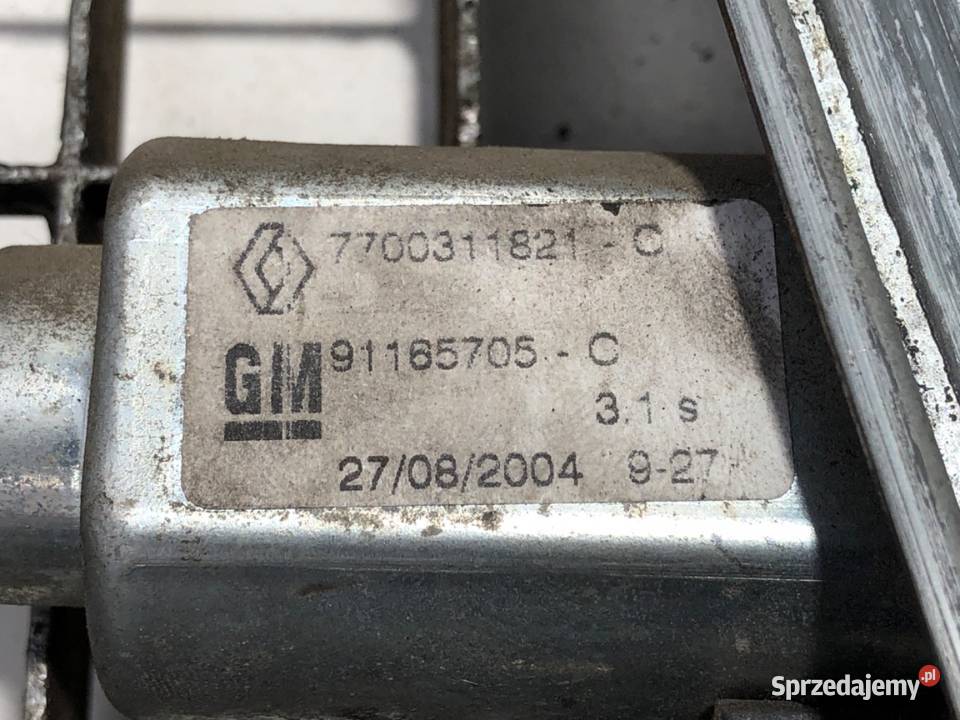 7700311821 - C
GM 91165705 - C
3.1 s
27/08/2004 9-27
Sprzedajemy.pl